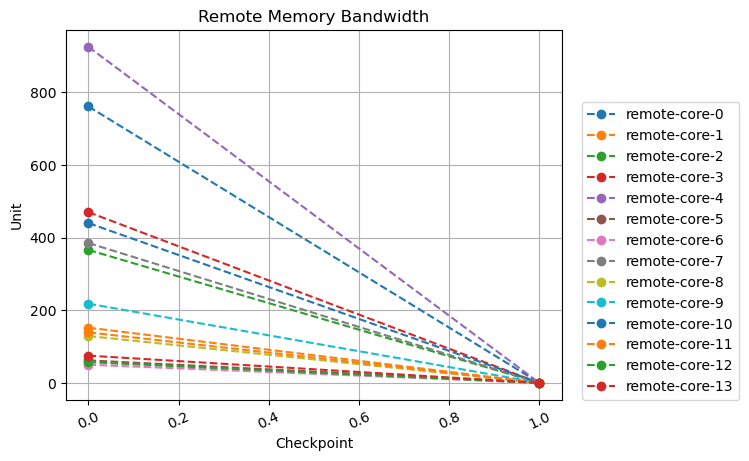 Remote Memory Bandwidth
Unit
800
600
400
200
0
0.0
0.2
0.4
0.6
0.8
1.0
Checkpoint
remote-core-0
remote-core-1
remote-core-2
remote-core-3
remote-core-4
remote-core-5
remote-core-6
remote-core-7
remote-core-8
remote-core-9
remote-core-10
remote-core-11
remote-core-12
remote-core-13